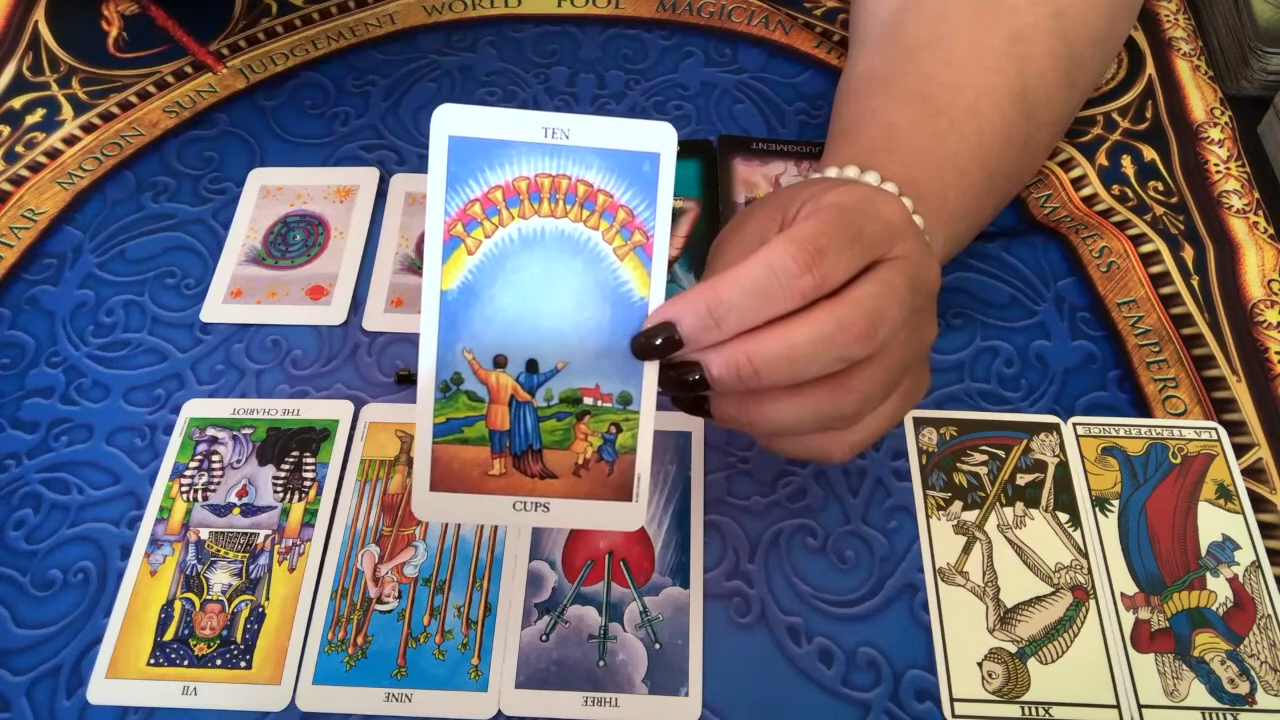 STAR MOON SUN JUDGEMENT WORLD FOOL MAGICIAN
EMPRESS EMPEROR
TEN
CUPS
JUDGMENT
THE CHARIOT
VII
NINE
THREE
XIII
LA·TEMPERANCE
XIIII